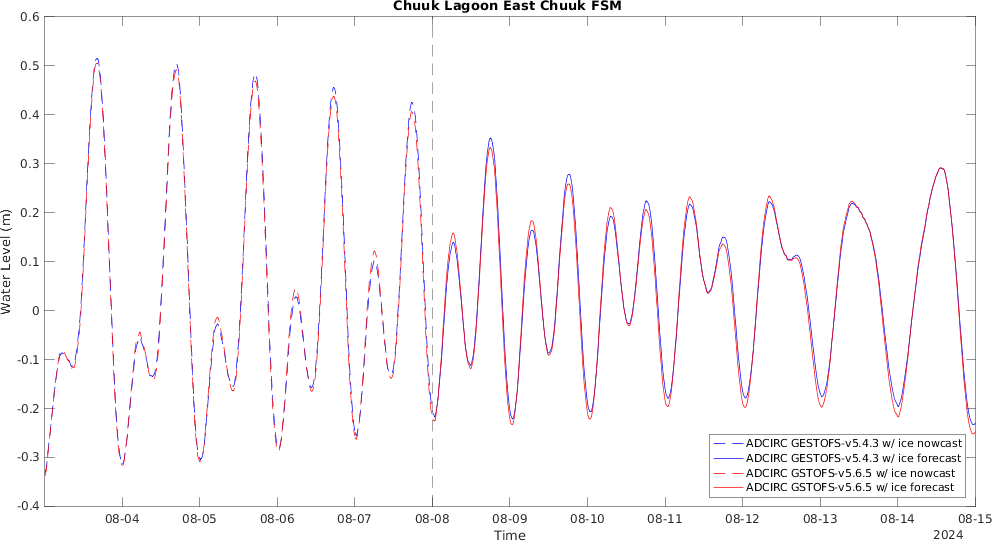 Chuuk Lagoon East Chuuk FSM
0.6
0.5
0.4
0.3
0.2
0.1
0
-0.1
-0.2
-0.3
-0.4
Water Level (m)
08-04 08-05 08-06 08-07 08-08 08-09 08-10 08-11 08-12 08-13 08-14 08-15
Time
2024
ADCIRC GESTOFS-v5.4.3 w/ ice nowcast
ADCIRC GESTOFS-v5.4.3 w/ ice forecast
ADCIRC GSTOFS-v5.6.5 w/ ice nowcast
ADCIRC GSTOFS-v5.6.5 w/ ice forecast